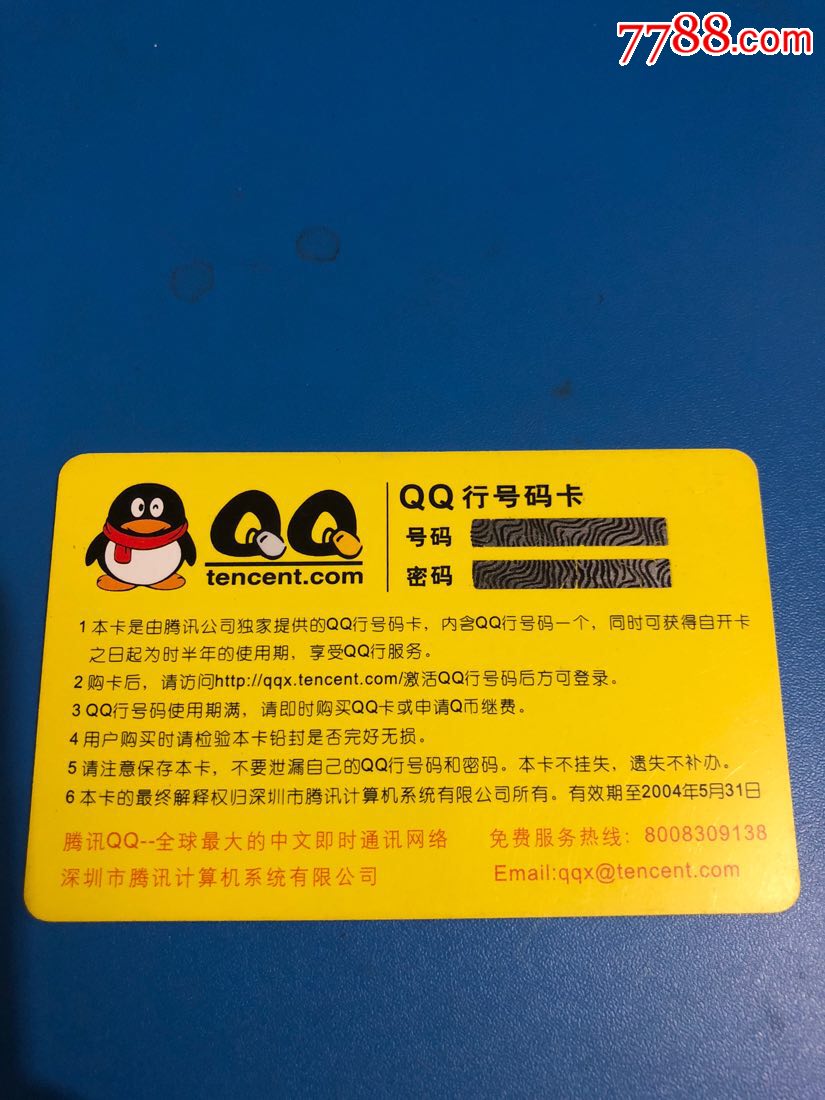 7788.com
QQ
tencent.com
QQ行号码卡
号码
密码
1 本卡是由腾讯公司独家提供的QQ行号码卡，内含QQ行号码一个，同时可获得自开卡
之日起为时半年的使用期，享受QQ行服务。
2 购卡后，请访问http://qqx.tencent.com/激活QQ行号码后方可登录。
3 QQ行号码使用期满，请即时购买QQ卡或申请Q币继费。
4 用户购买时请检验本卡铅封是否完好无损。
5 请注意保存本卡，不要泄漏自己的QQ行号码和密码。本卡不挂失，遗失不补办。
6 本卡的最终解释权归深圳市腾讯计算机系统有限公司所有。有效期至2004年5月31日
腾讯QQ--全球最大的中文即时通讯网络 免费服务热线：8008309138
深圳市腾讯计算机系统有限公司 Email:qqx@tencent.com